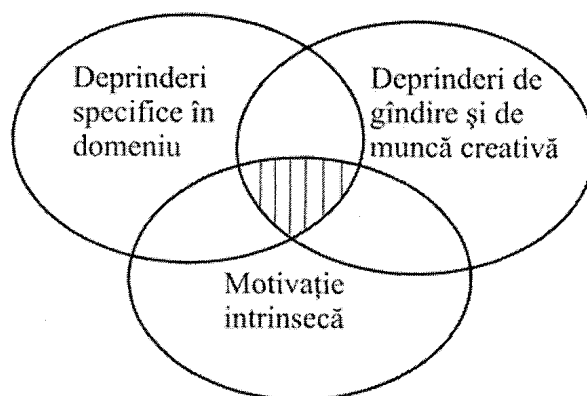 Deprinderi
specifice în
domeniu
Deprinderi de
gîndire şi de
muncă creativă
Motivaţie
intrinsecă